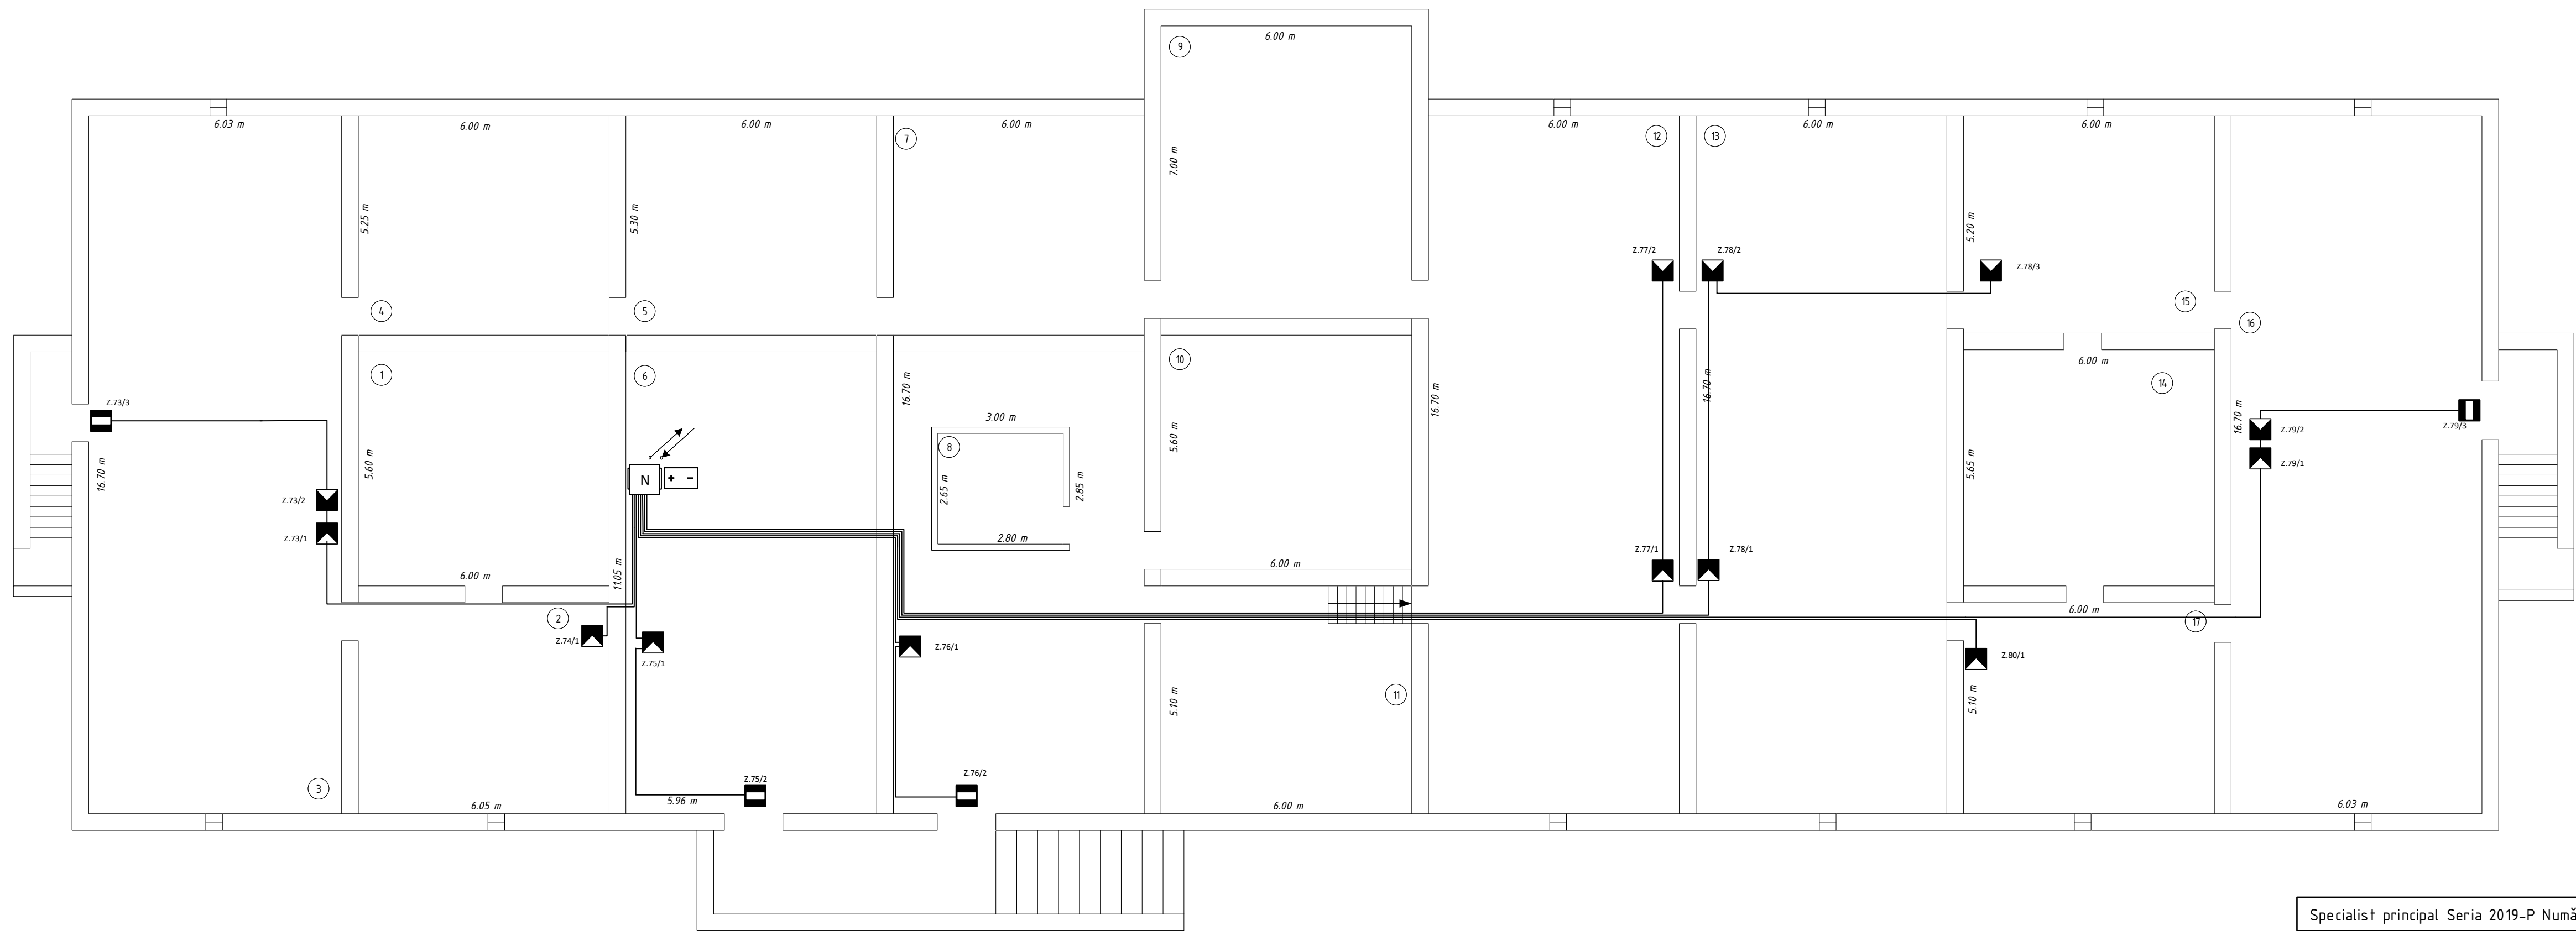 9
6.00 m
6.03 m
6.00 m
6.00 m
7
6.00 m
6.00 m
12
13
6.00 m
6.00 m
7.00 m
5.25 m
5.30 m
5.20 m
Z.77/2
Z.78/2
Z.78/3
4
5
15
16
1
6
10
6.00 m
14
16.70 m
16.70 m
16.70 m
16.70 m
Z.73/3
3.00 m
Z.79/2
Z.79/3
8
5.60 m
5.60 m
5.65 m
Z.79/1
16.70 m
N
+ −
2.65 m
2.85 m
Z.73/2
Z.73/1
2.80 m
Z.77/1
Z.78/1
6.00 m
11.05 m
6.00 m
6.00 m
2
17
Z.74/1
Z.75/1
Z.76/1
Z.80/1
5.10 m
11
5.10 m
3
Z.75/2
Z.76/2
6.05 m
5.96 m
6.00 m
6.03 m
Specialist principal Seria 2019-P Numă